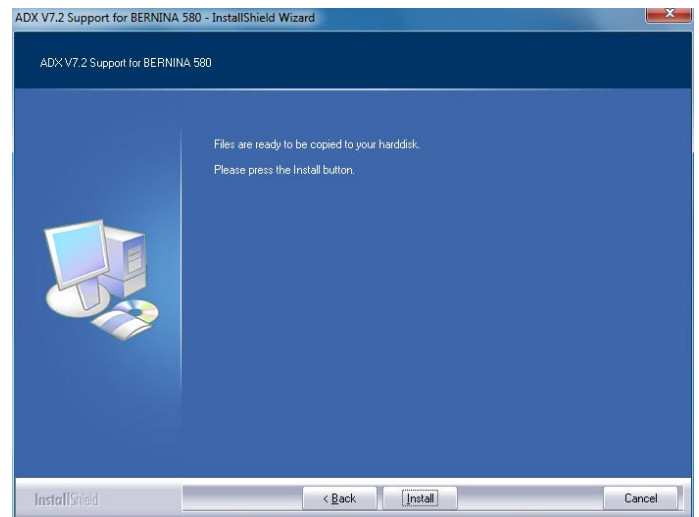 ADX V7.2 Support for BERNINA 580 - InstallShield Wizard
ADX V7.2 Support for BERNINA 580
Files are ready to be copied to your harddisk.
Please press the Install button.
InstallShield
< Back
Install
Cancel